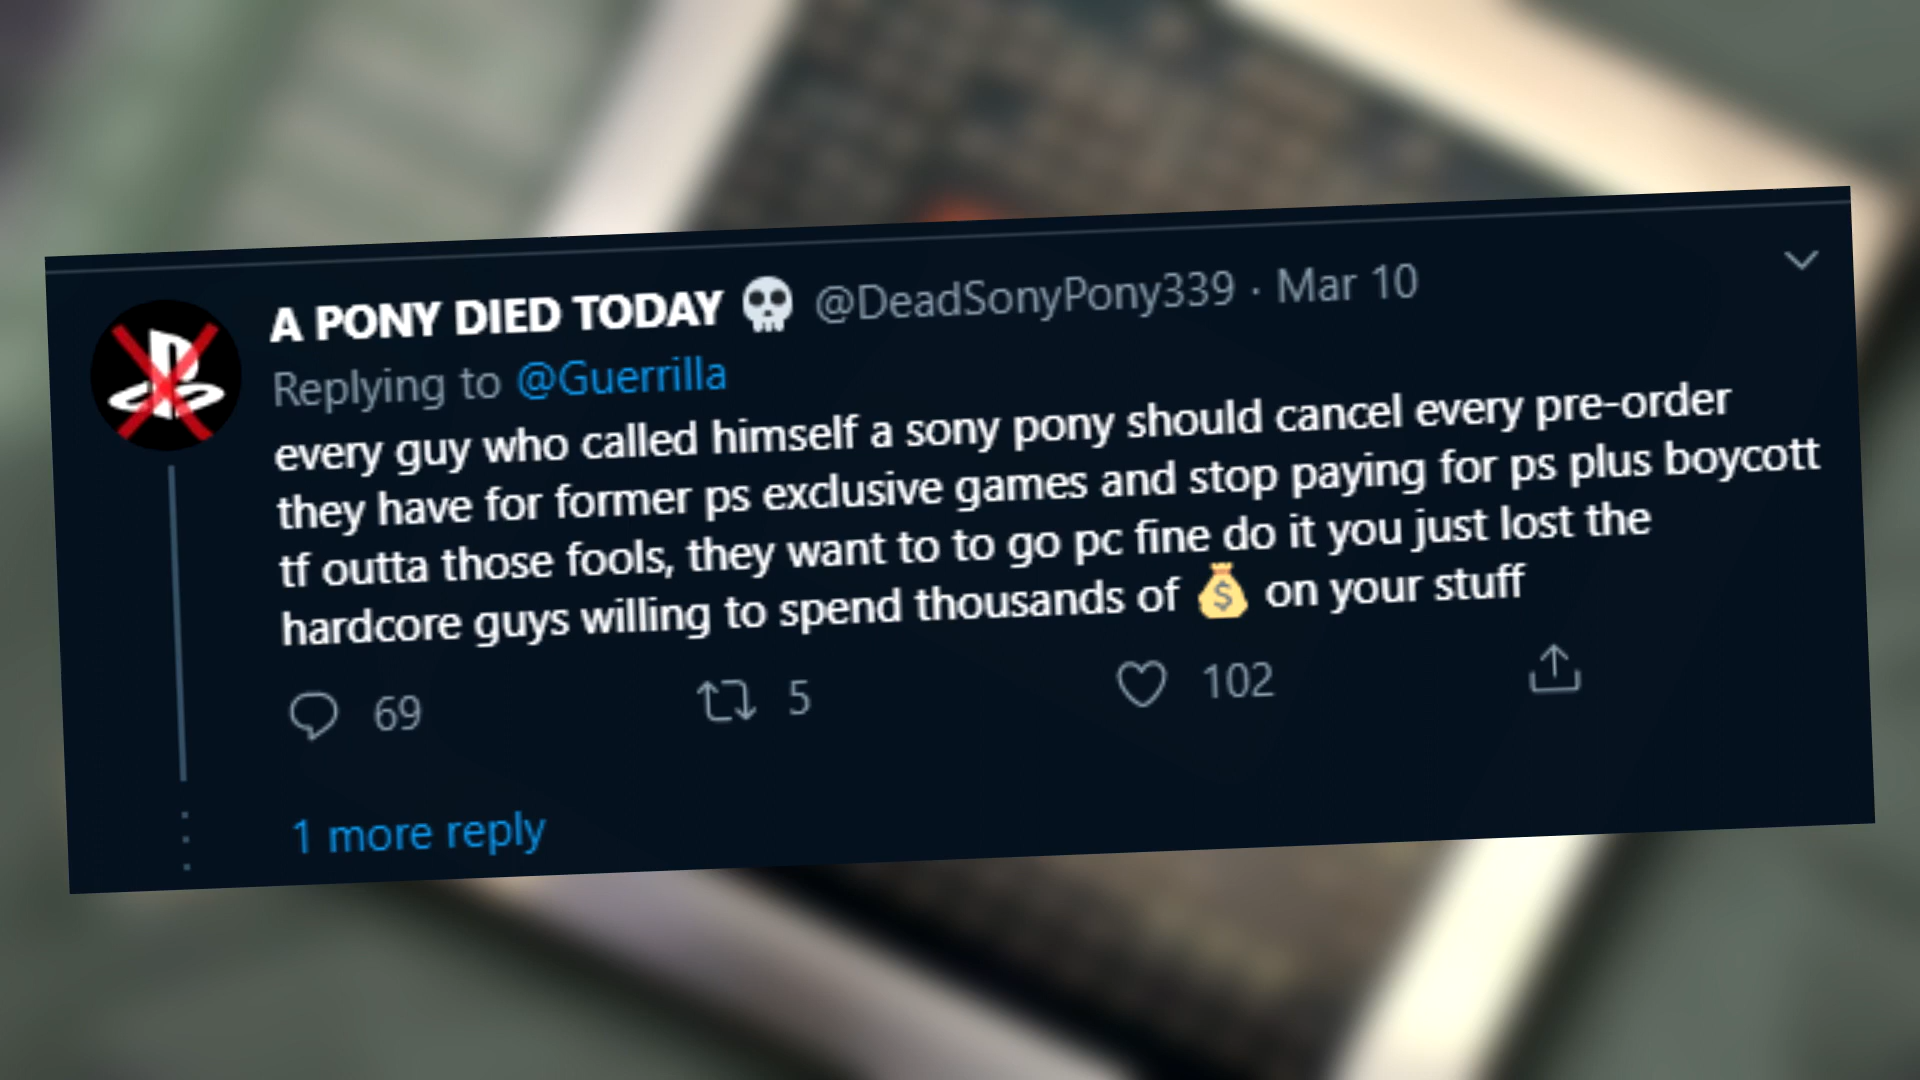 A PONY DIED TODAY 💀 @DeadSonyPony339 · Mar 10
Replying to @Guerrilla
every guy who called himself a sony pony should cancel every pre-order
they have for former ps exclusive games and stop paying for ps plus boycott
tf outta those fools, they want to to go pc fine do it you just lost the
hardcore guys willing to spend thousands of 💰 on your stuff
69 5 102
1 more reply